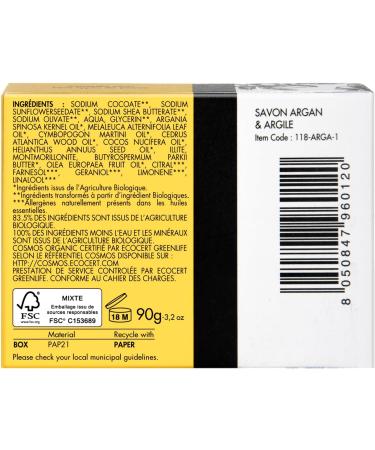 INGRÉDIENTS : SODIUM COCOATE**, SODIUM
SUNFLOWERSEEDATE**, SODIUM SHEA BUTTERATE**,
SODIUM OLIVATE**, AQUA, GLYCERIN**, ARGANIA
SPINOSA KERNEL OIL*, MELALEUCA ALTERNIFOLIA LEAF
OIL*, CYMBOPOGON MARTINI OIL*, CEDRUS
ATLANTICA WOOD OIL*, COCOS NUCIFERA OIL*,
HELIANTHUS ANNUUS SEED OIL*, ILLITE,
MONTMORILLONITE, BUTYROSPERMUM PARKII
BUTTER*, OLEA EUROPAEA FRUIT OIL*, CITRAL***,
FARNESOL***, GERANIOL***, LIMONENE***,
LINALOOL***
*Ingrédients issus de l'Agriculture Biologique.
**Ingrédients transformés à partir d'ingrédient Biologiques.
***Allergènes naturellement présents dans les huiles
essentielles.
83.5% DES INGRÉDIENTS SONT ISSUS DE L'AGRICULTURE
BIOLOGIQUE.
100% DES INGRÉDIENTS MOINS L'EAU ET LES MINÉRAUX
SONT ISSUS DE L'AGRICULTURE BIOLOGIQUE.
COSMOS ORGANIC CERTIFIÉ PAR ECOCERT GREENLIFE
SELON LE RÉFÉRENTIEL COSMOS DISPONIBLE SUR :
HTTP://COSMOS.ECOCERT.COM
PRESTATION DE SERVICE CONTROLÉE PAR ECOCERT
GREENLIFE. CONFORME AU CAHIER DES CHARGES.
FSC
www.fsc.org
MIXTE
Emballage issu de
sources responsables
FSC® C153689
18 M
90g-3,2 oz
Material Recycle with
BOX PAP21 PAPER
Please check your local municipal guidelines.
SAVON ARGAN
& ARGILE
Item Code : 118-ARGA-1
8 050847 960120